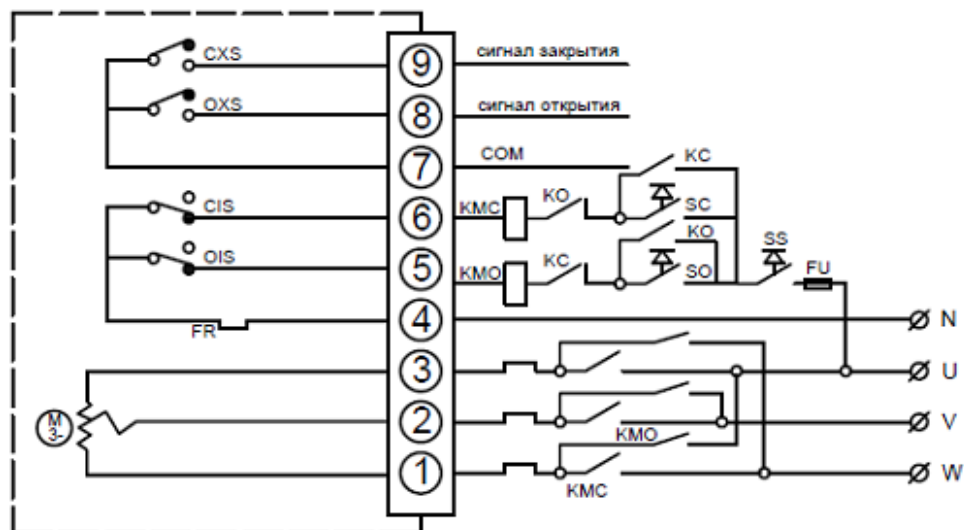 CXS 9 сигнал закрытия
OXS 8 сигнал открытия
7 COM KC
CIS 6 KMC KO SC
KO SS
OIS 5 KMO KC SO FU
FR 4 N
3 U
M 3~ 2 V
KMO
1 W
KMC